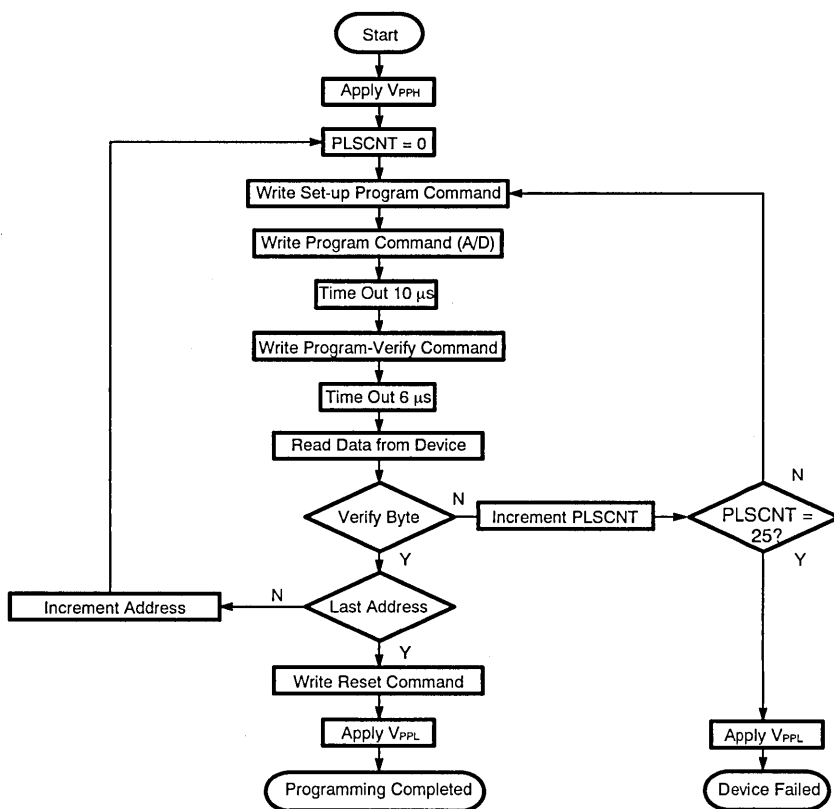 Start
Apply VPPH
PLSCNT = 0
Write Set-up Program Command
Write Program Command (A/D)
Time Out 10 µs
Write Program-Verify Command
Time Out 6 µs
Read Data from Device
Verify Byte
N
Increment PLSCNT
PLSCNT =
25?
N
Y
Y
Last Address
N
Increment Address
Y
Write Reset Command
Apply VPPL
Programming Completed
Apply VPPL
Device Failed